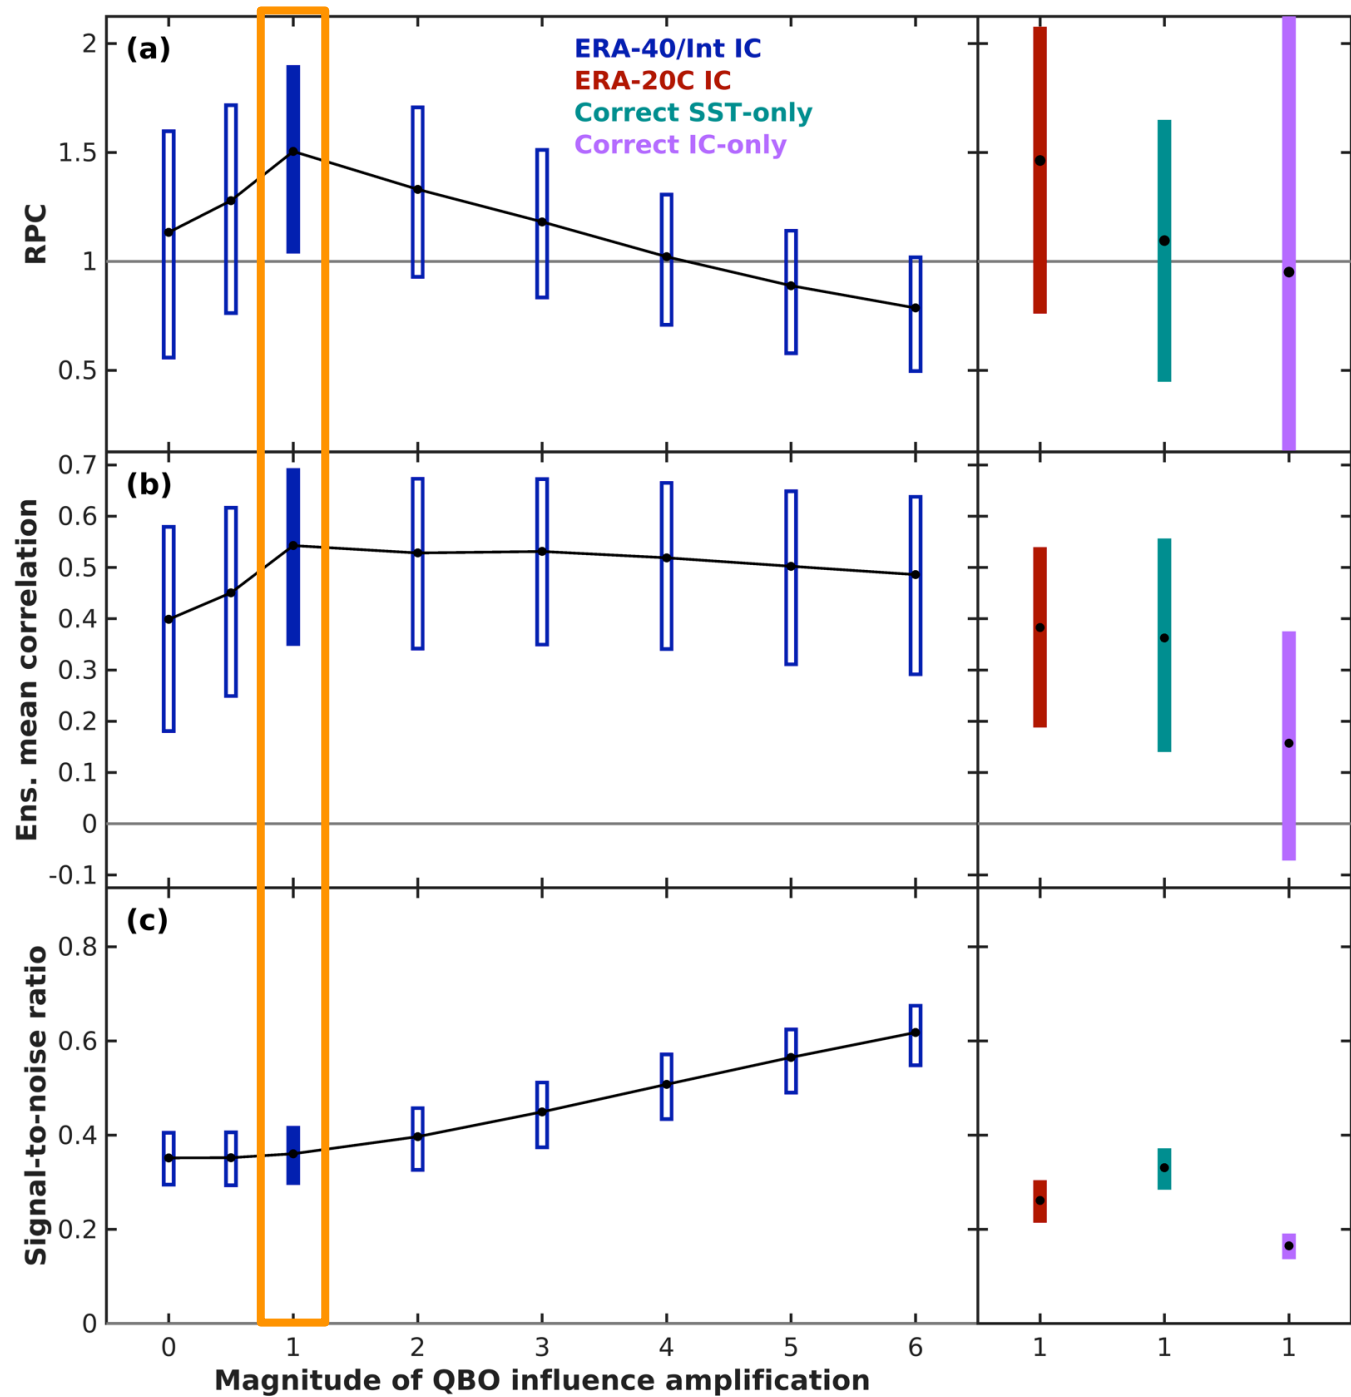 (a)
ERA-40/Int IC
ERA-20C IC
Correct SST-only
Correct IC-only
RPC
2
1.5
1
0.5
(b)
Ens. mean correlation
0.7
0.6
0.5
0.4
0.3
0.2
0.1
0
-0.1
(c)
Signal-to-noise ratio
0.8
0.6
0.4
0.2
0
0 1 2 3 4 5 6 1 1 1
Magnitude of QBO influence amplification